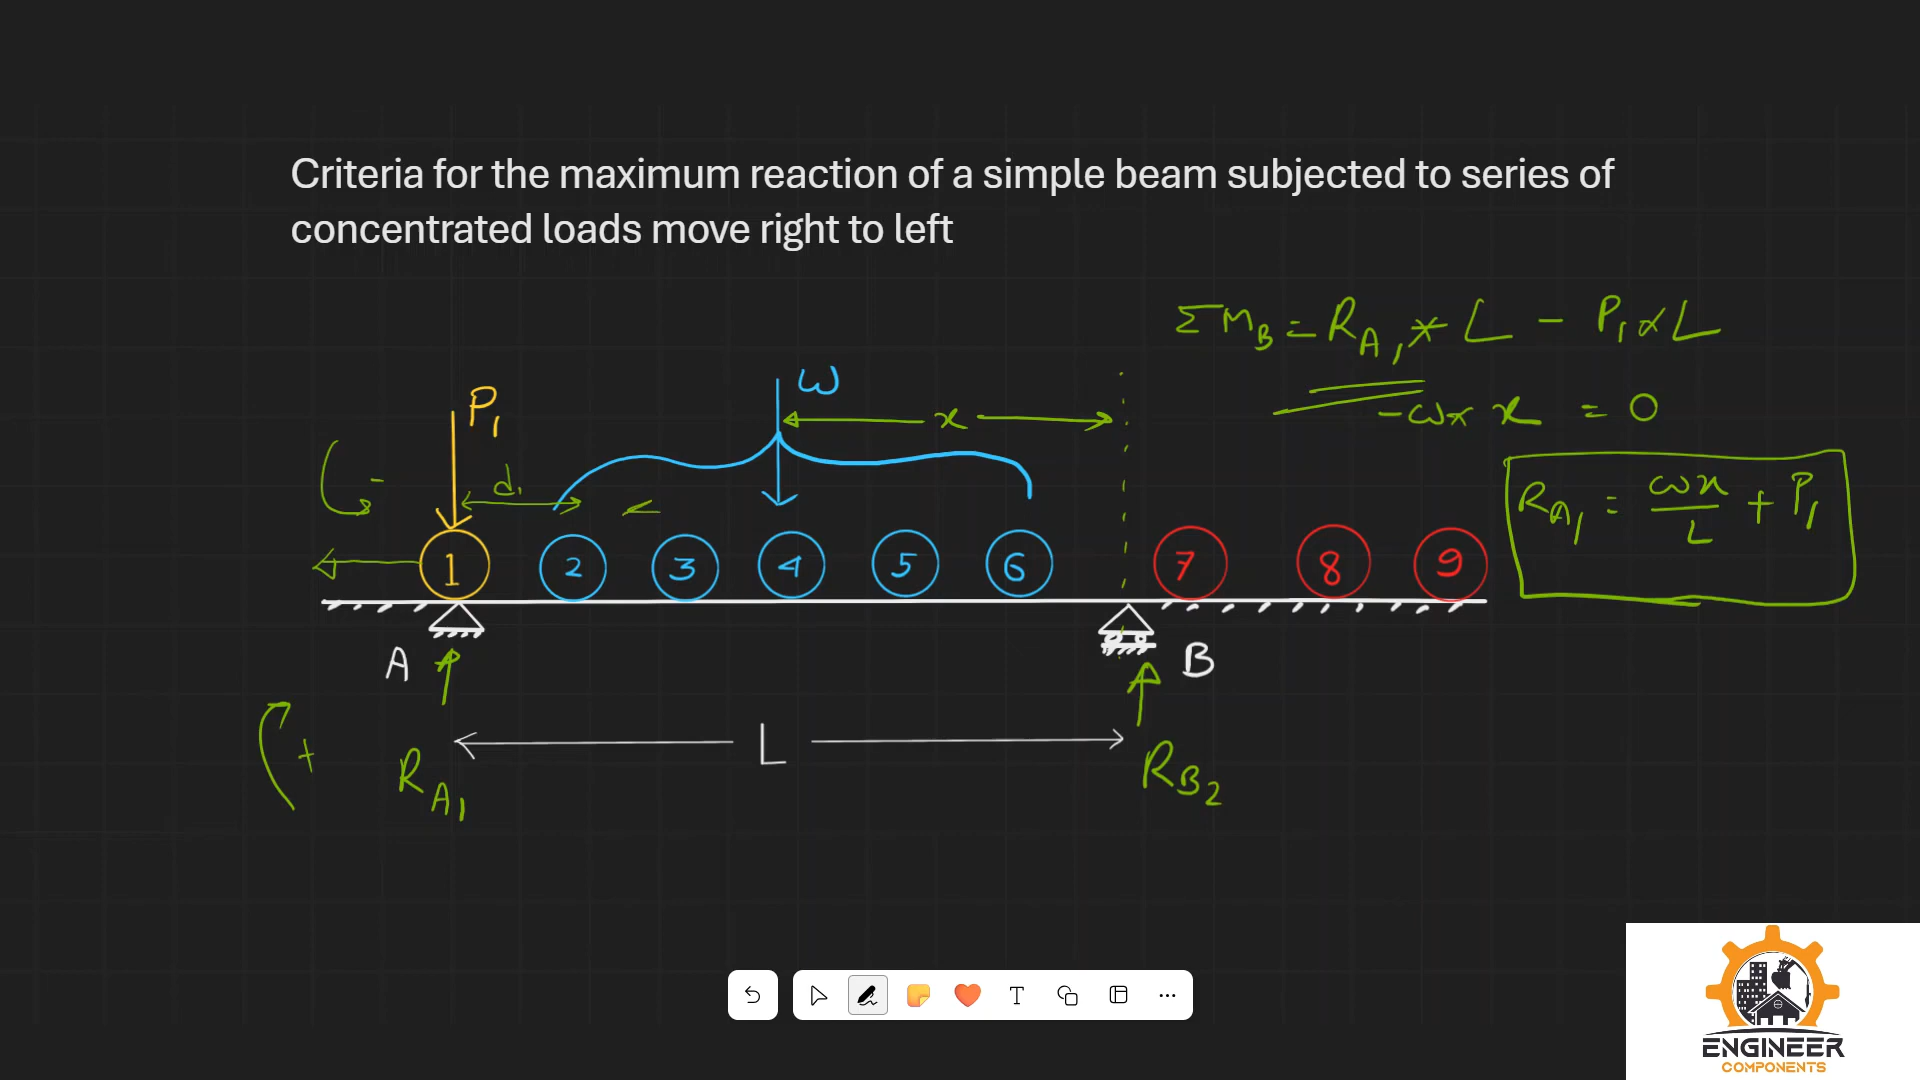 Criteria for the maximum reaction of a simple beam subjected to series of
concentrated loads move right to left
ΣM_B = R_A1 * L - P1 x L
- ω x x = 0
R_A1 = ωx/L + P1
P1
ω
x
d1
-
<
1 2 3 4 5 6 7 8 9
A
B
+
R_A1
L
R_B2
T
ENGINEER
COMPONENTS